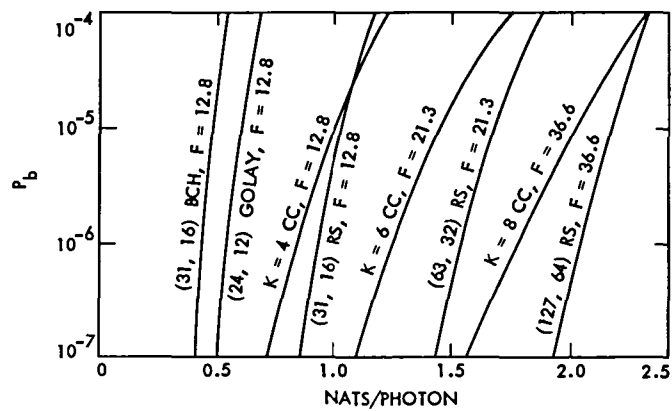 10-4
10-5
10-6
10-7
Pb
(31, 16) BCH, F = 12.8
(24, 12) GOLAY, F = 12.8
K = 4 CC, F = 12.8
(31, 16) RS, F = 12.8
K = 6 CC, F = 21.3
(63, 32) RS, F = 21.3
K = 8 CC, F = 36.6
(127, 64) RS, F = 36.6
0 0.5 1.0 1.5 2.0 2.5
NATS/PHOTON